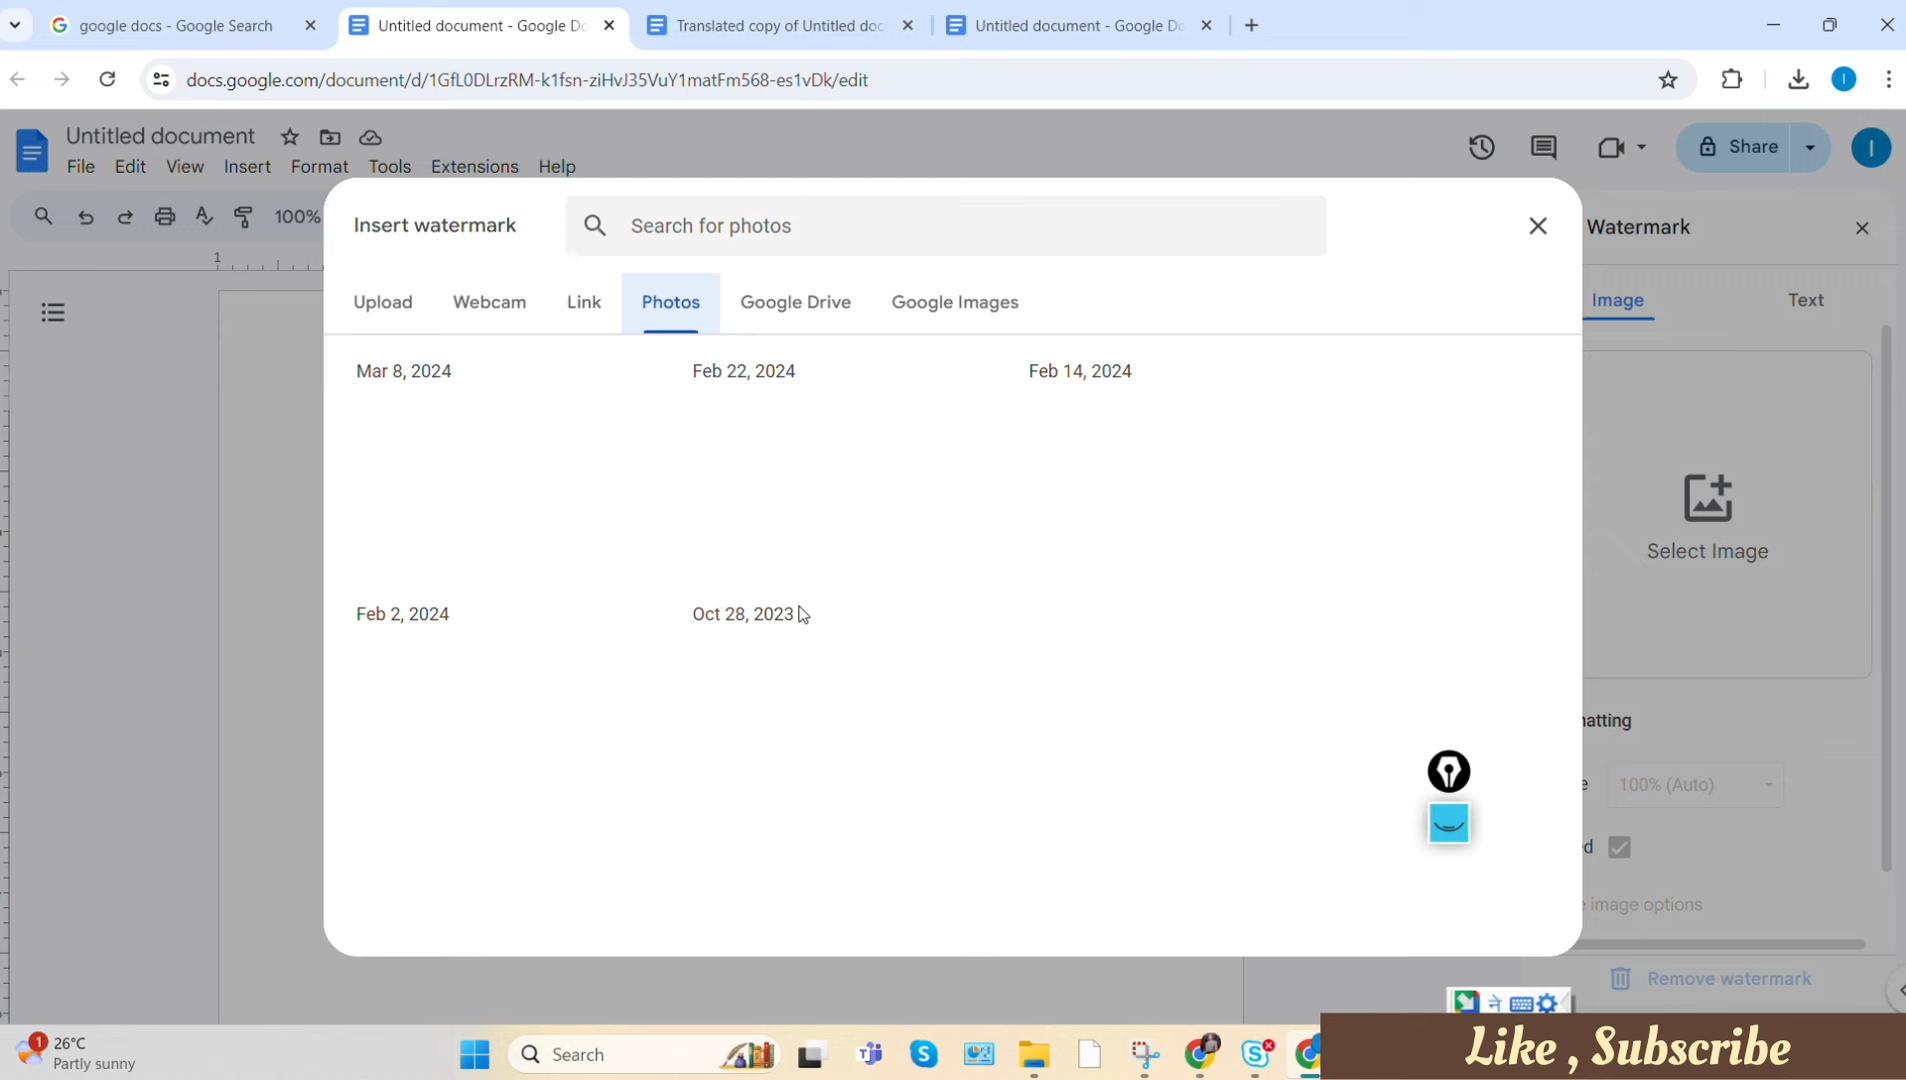 google docs - Google Search
Untitled document - Google Do
Translated copy of Untitled doc
Untitled document - Google Do
docs.google.com/document/d/1GfL0DLrzRM-k1fsn-ziHvJ35VuY1matFm568-es1vDk/edit
Untitled document
File Edit View Insert Format Tools Extensions Help
Share
I
100%
1
Insert watermark
Search for photos
Watermark
Upload Webcam Link Photos Google Drive Google Images
Image Text
Mar 8, 2024 Feb 22, 2024 Feb 14, 2024
Select Image
Feb 2, 2024 Oct 28, 2023
natting
e 100% (Auto)
d
e image options
Remove watermark
ने
1
26°C
Partly sunny
Search
Like , Subscribe